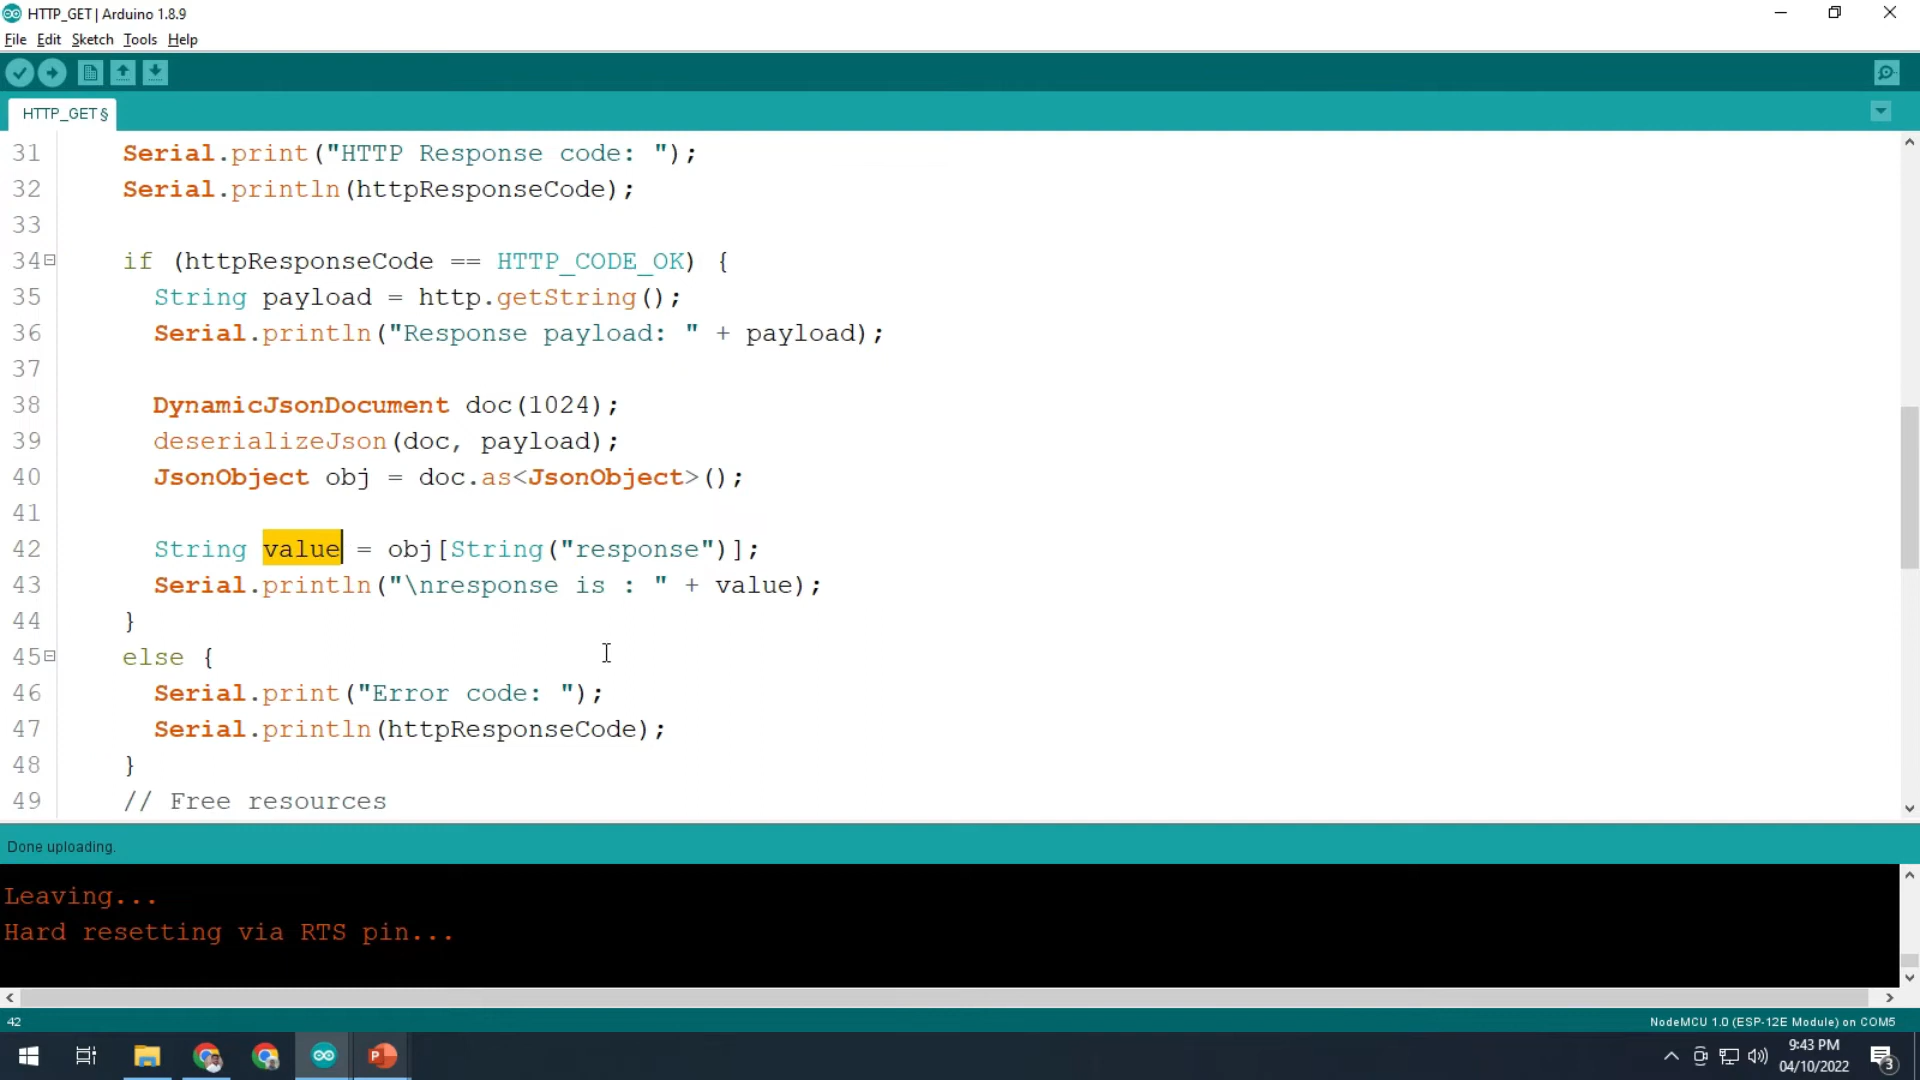 HTTP_GET | Arduino 1.8.9
File Edit Sketch Tools Help
HTTP_GET §
31 Serial.print("HTTP Response code: ");
32 Serial.println(httpResponseCode);
33
34 if (httpResponseCode == HTTP_CODE_OK) {
35 String payload = http.getString();
36 Serial.println("Response payload: " + payload);
37
38 DynamicJsonDocument doc(1024);
39 deserializeJson(doc, payload);
40 JsonObject obj = doc.as<JsonObject>();
41
42 String value = obj[String("response")];
43 Serial.println("\nresponse is : " + value);
44 }
45 else {
46 Serial.print("Error code: ");
47 Serial.println(httpResponseCode);
48 }
49 // Free resources
Done uploading.
Leaving...
Hard resetting via RTS pin...
42 NodeMCU 1.0 (ESP-12E Module) on COM5
P 9:43 PM
04/10/2022 3